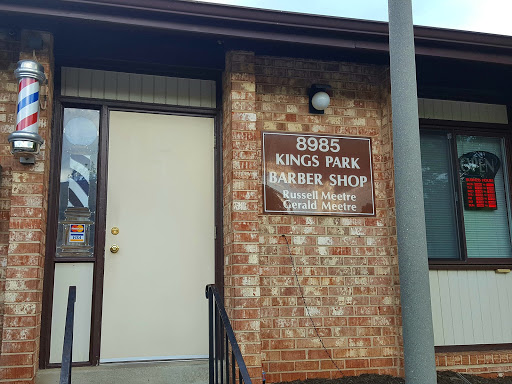 8985
KINGS PARK
BARBER SHOP
Russell Meetre
Gerald Meetre